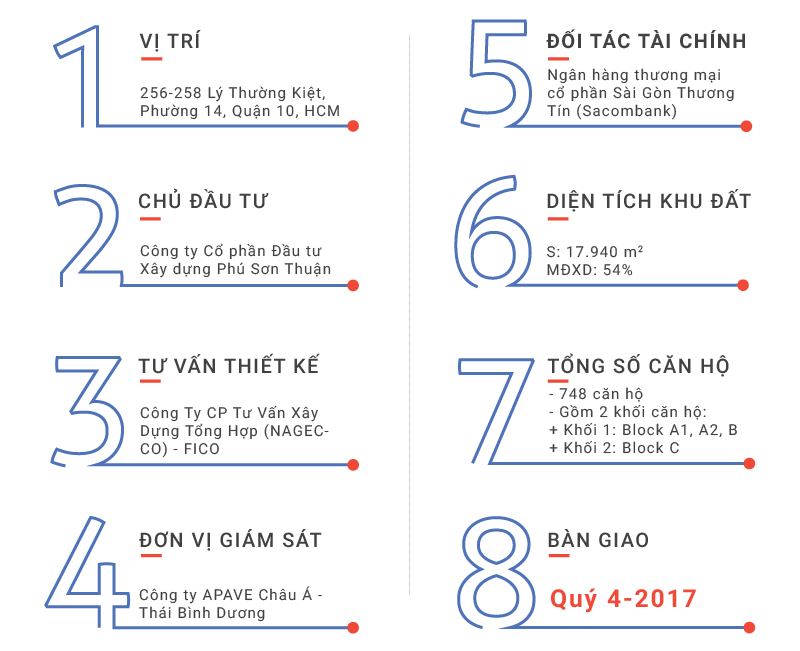 1
VỊ TRÍ
256-258 Lý Thường Kiệt,
Phường 14, Quận 10, HCM
2
CHỦ ĐẦU TƯ
Công ty Cổ phần Đầu tư
Xây dựng Phú Sơn Thuận
3
TƯ VẤN THIẾT KẾ
Công Ty CP Tư Vấn Xây
Dựng Tổng Hợp (NAGEC-
CO) - FICO
4
ĐƠN VỊ GIÁM SÁT
Công ty APAVE Châu Á -
Thái Bình Dương
5
ĐỐI TÁC TÀI CHÍNH
Ngân hàng thương mại
cổ phần Sài Gòn Thương
Tín (Sacombank)
6
DIỆN TÍCH KHU ĐẤT
S: 17.940 m²
MĐXD: 54%
7
TỔNG SỐ CĂN HỘ
- 748 căn hộ
- Gồm 2 khối căn hộ:
+ Khối 1: Block A1, A2, B
+ Khối 2: Block C
8
BÀN GIAO
Quý 4-2017